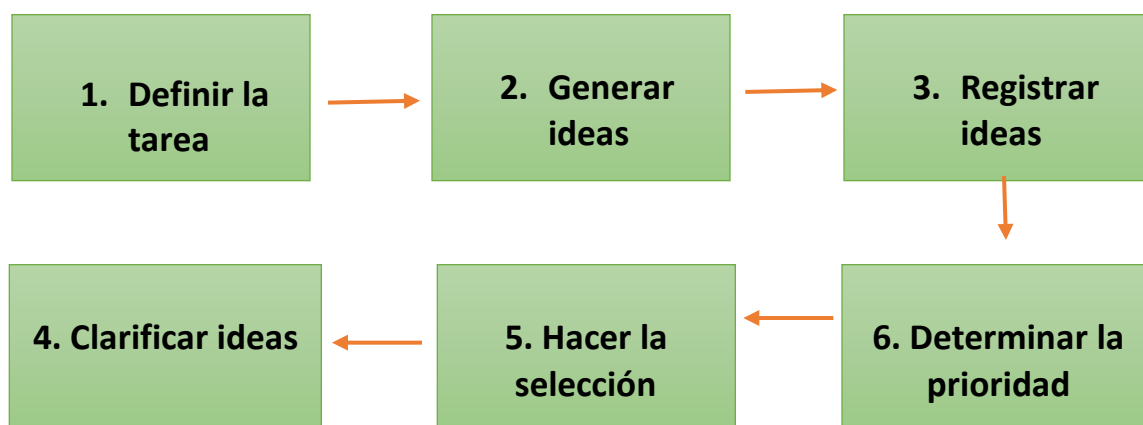 1. Definir la
tarea
2. Generar
ideas
3. Registrar
ideas
4. Clarificar ideas
5. Hacer la
selección
6. Determinar la
prioridad